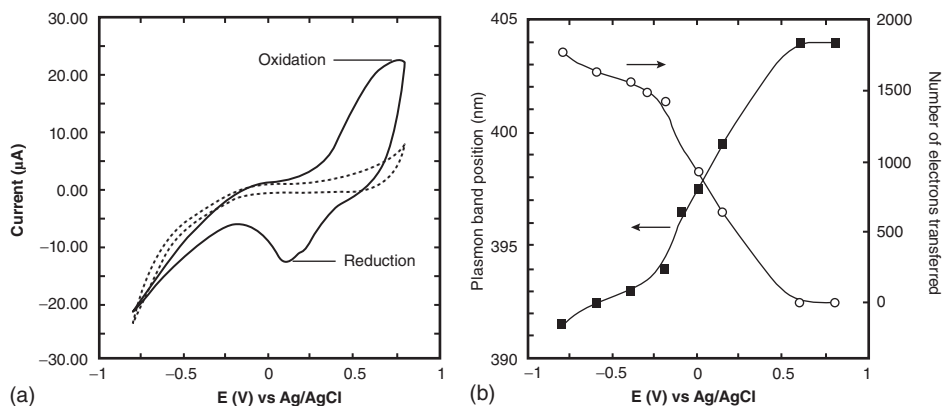 30.00
20.00
10.00
0.00
−10.00
−20.00
−30.00
Current (µA)
Oxidation
Reduction
−1 −0.5 0 0.5 1
E (V) vs Ag/AgCl
(a)
405
400
395
390
Plasmon band position (nm)
2000
1500
1000
500
0
Number of electrons transferred
−1 −0.5 0 0.5 1
E (V) vs Ag/AgCl
(b)